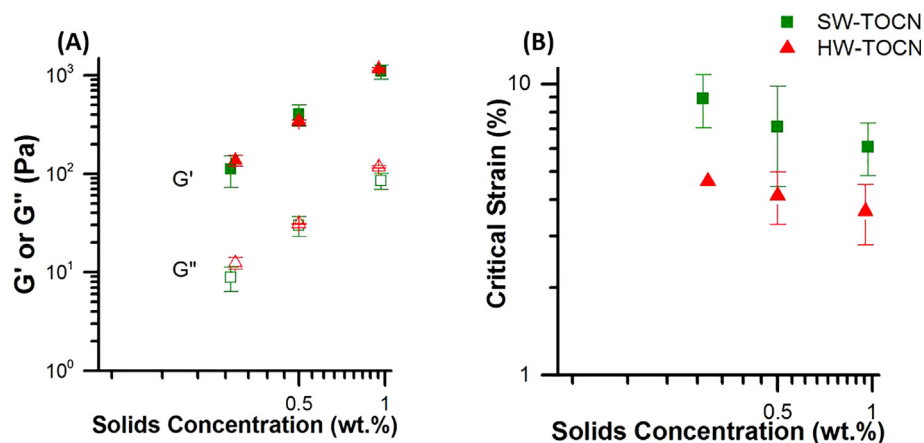 SW-TOCN
HW-TOCN
(A)
10³
10²
10¹
10⁰
G' or G" (Pa)
G'
G"
0.5
1
Solids Concentration (wt.%)
(B)
10
1
Critical Strain (%)
0.5
1
Solids Concentration (wt.%)